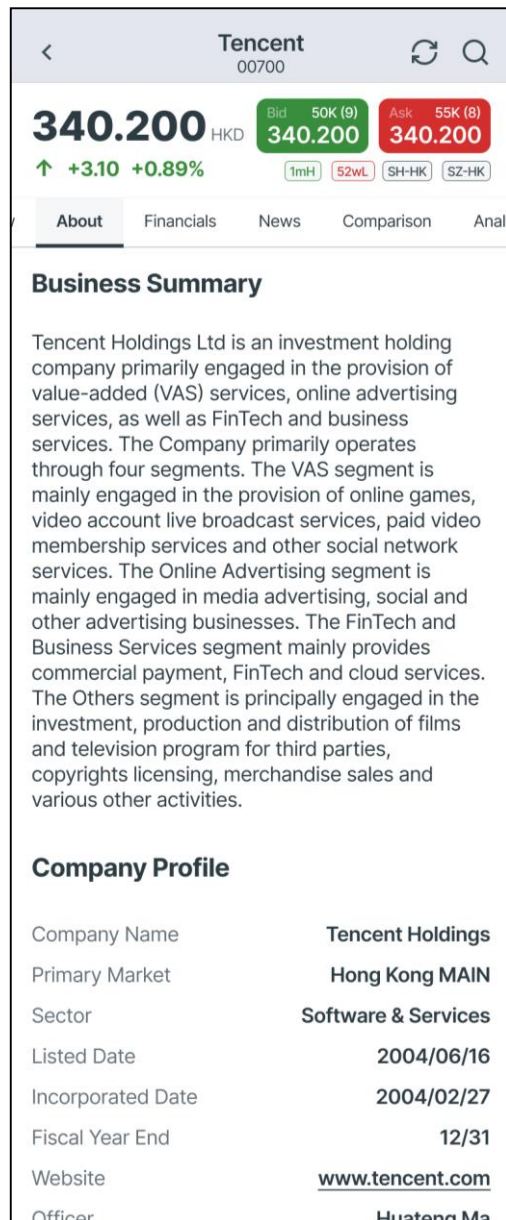 Tencent
00700
340.200 HKD
Bid 50K (9)
340.200
Ask 55K (8)
340.200
↑ +3.10 +0.89%
1mH 52wL SH-HK SZ-HK
About Financials News Comparison Anal
Business Summary
Tencent Holdings Ltd is an investment holding
company primarily engaged in the provision of
value-added (VAS) services, online advertising
services, as well as FinTech and business
services. The Company primarily operates
through four segments. The VAS segment is
mainly engaged in the provision of online games,
video account live broadcast services, paid video
membership services and other social network
services. The Online Advertising segment is
mainly engaged in media advertising, social and
other advertising businesses. The FinTech and
Business Services segment mainly provides
commercial payment, FinTech and cloud services.
The Others segment is principally engaged in the
investment, production and distribution of films
and television program for third parties,
copyrights licensing, merchandise sales and
various other activities.
Company Profile
Company Name Tencent Holdings
Primary Market Hong Kong MAIN
Sector Software & Services
Listed Date 2004/06/16
Incorporated Date 2004/02/27
Fiscal Year End 12/31
Website www.tencent.com
Officer Huateng Ma